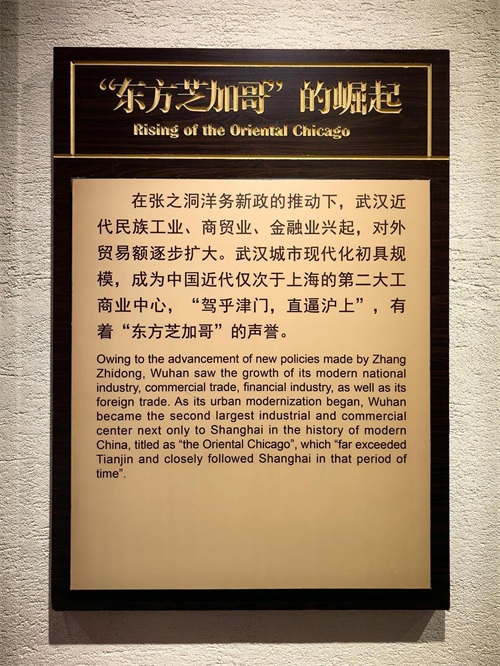 “东方芝加哥”的崛起
Rising of the Oriental Chicago
在张之洞洋务新政的推动下，武汉近
代民族工业、商贸业、金融业兴起，对外
贸易额逐步扩大。武汉城市现代化初具规
模，成为中国近代仅次于上海的第二大工
商业中心，“驾乎津门，直逼沪上”，有
着“东方芝加哥”的声誉。
Owing to the advancement of new policies made by Zhang
Zhidong, Wuhan saw the growth of its modern national
industry, commercial trade, financial industry, as well as its
foreign trade. As its urban modernization began, Wuhan
became the second largest industrial and commercial
center next only to Shanghai in the history of modern
China, titled as “the Oriental Chicago”, which “far exceeded
Tianjin and closely followed Shanghai in that period of
time”.